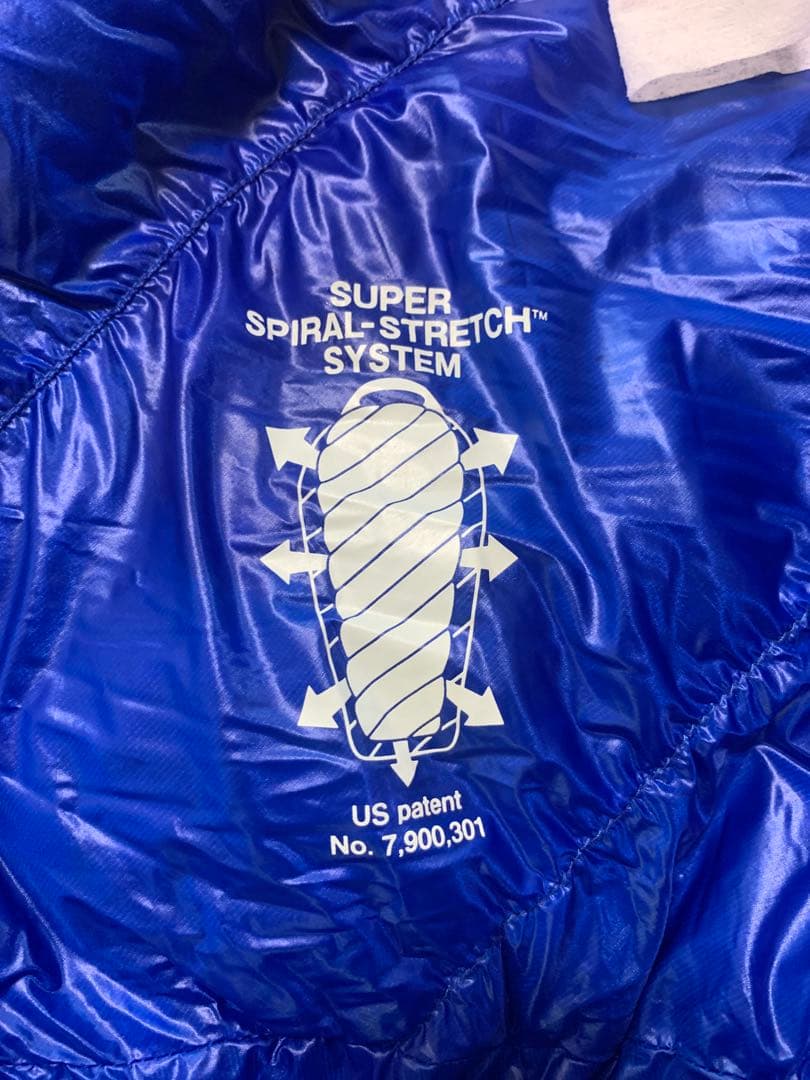 SUPER
SPIRAL-STRETCH™
SYSTEM
US patent
No. 7,900,301